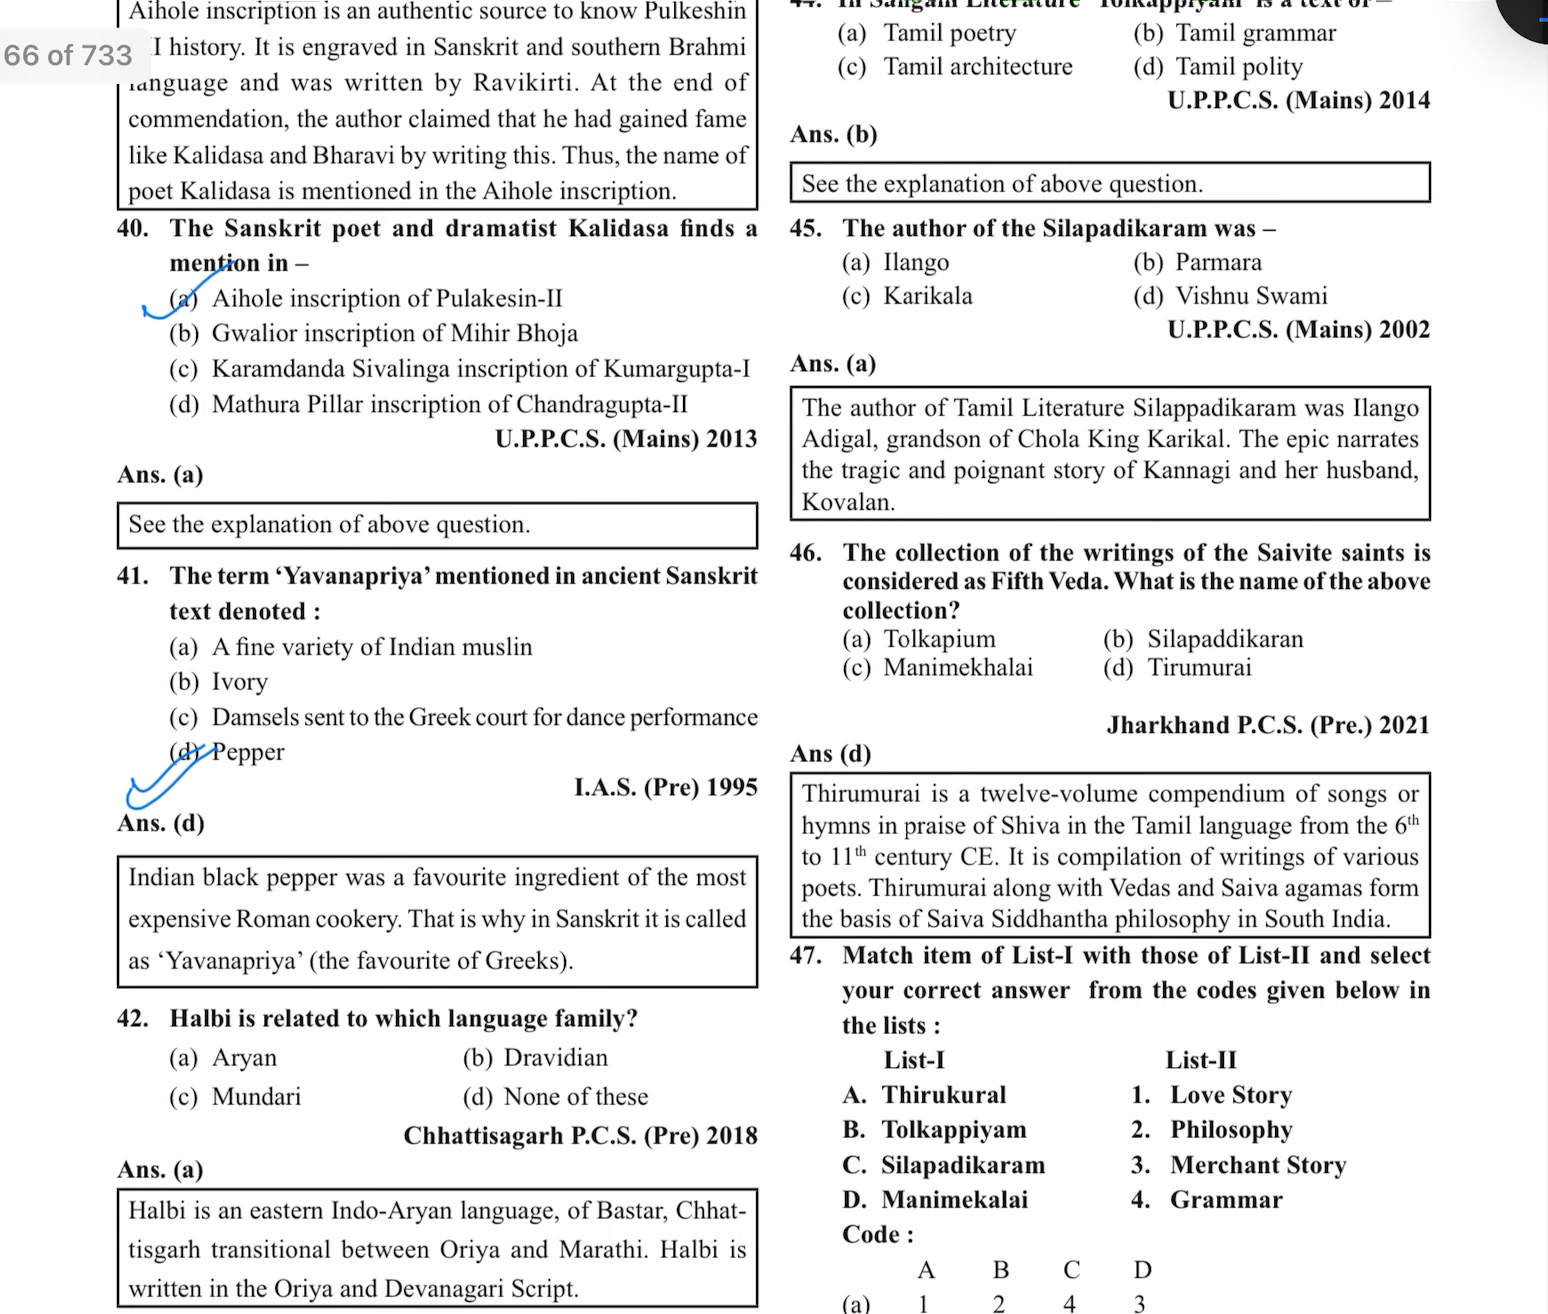 Aihole inscription is an authentic source to know Pulkeshin
66 of 733
I history. It is engraved in Sanskrit and southern Brahmi
language and was written by Ravikirti. At the end of
commendation, the author claimed that he had gained fame
like Kalidasa and Bharavi by writing this. Thus, the name of
poet Kalidasa is mentioned in the Aihole inscription.
40. The Sanskrit poet and dramatist Kalidasa finds a
mention in –
(a) Aihole inscription of Pulakesin-II
(b) Gwalior inscription of Mihir Bhoja
(c) Karamdanda Sivalinga inscription of Kumargupta-I
(d) Mathura Pillar inscription of Chandragupta-II
U.P.P.C.S. (Mains) 2013
Ans. (a)
See the explanation of above question.
41. The term ‘Yavanapriya’ mentioned in ancient Sanskrit
text denoted :
(a) A fine variety of Indian muslin
(b) Ivory
(c) Damsels sent to the Greek court for dance performance
(d) Pepper
I.A.S. (Pre) 1995
Ans. (d)
Indian black pepper was a favourite ingredient of the most
expensive Roman cookery. That is why in Sanskrit it is called
as ‘Yavanapriya’ (the favourite of Greeks).
42. Halbi is related to which language family?
(a) Aryan (b) Dravidian
(c) Mundari (d) None of these
Chhattisagarh P.C.S. (Pre) 2018
Ans. (a)
Halbi is an eastern Indo-Aryan language, of Bastar, Chhat-
tisgarh transitional between Oriya and Marathi. Halbi is
written in the Oriya and Devanagari Script.
44. In Sangam Literature 'Tolkappiyam' is a text of –
(a) Tamil poetry (b) Tamil grammar
(c) Tamil architecture (d) Tamil polity
U.P.P.C.S. (Mains) 2014
Ans. (b)
See the explanation of above question.
45. The author of the Silapadikaram was –
(a) Ilango (b) Parmara
(c) Karikala (d) Vishnu Swami
U.P.P.C.S. (Mains) 2002
Ans. (a)
The author of Tamil Literature Silappadikaram was Ilango
Adigal, grandson of Chola King Karikal. The epic narrates
the tragic and poignant story of Kannagi and her husband,
Kovalan.
46. The collection of the writings of the Saivite saints is
considered as Fifth Veda. What is the name of the above
collection?
(a) Tolkapium (b) Silapaddikaran
(c) Manimekhalai (d) Tirumurai
Jharkhand P.C.S. (Pre.) 2021
Ans (d)
Thirumurai is a twelve-volume compendium of songs or
hymns in praise of Shiva in the Tamil language from the 6th
to 11th century CE. It is compilation of writings of various
poets. Thirumurai along with Vedas and Saiva agamas form
the basis of Saiva Siddhantha philosophy in South India.
47. Match item of List-I with those of List-II and select
your correct answer from the codes given below in
the lists :
List-I List-II
A. Thirukural 1. Love Story
B. Tolkappiyam 2. Philosophy
C. Silapadikaram 3. Merchant Story
D. Manimekalai 4. Grammar
Code :
A B C D
(a) 1 2 4 3